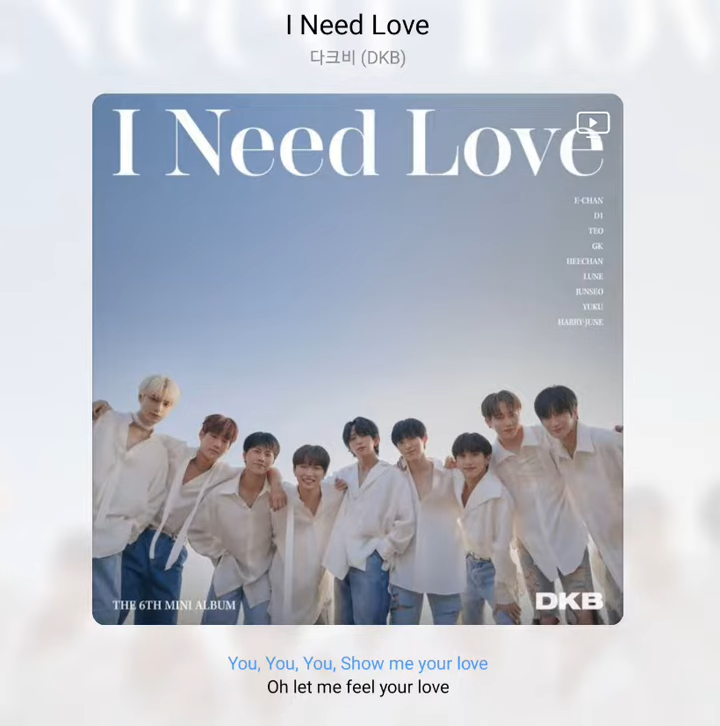 I Need Love
다크비 (DKB)
I Need Love
E-CHAN
D1
TEO
GK
HEECHAN
LUNE
JUNSEO
YUKU
HARRY-JUNE
THE 6TH MINI ALBUM
DKB
You, You, You, Show me your love
Oh let me feel your love